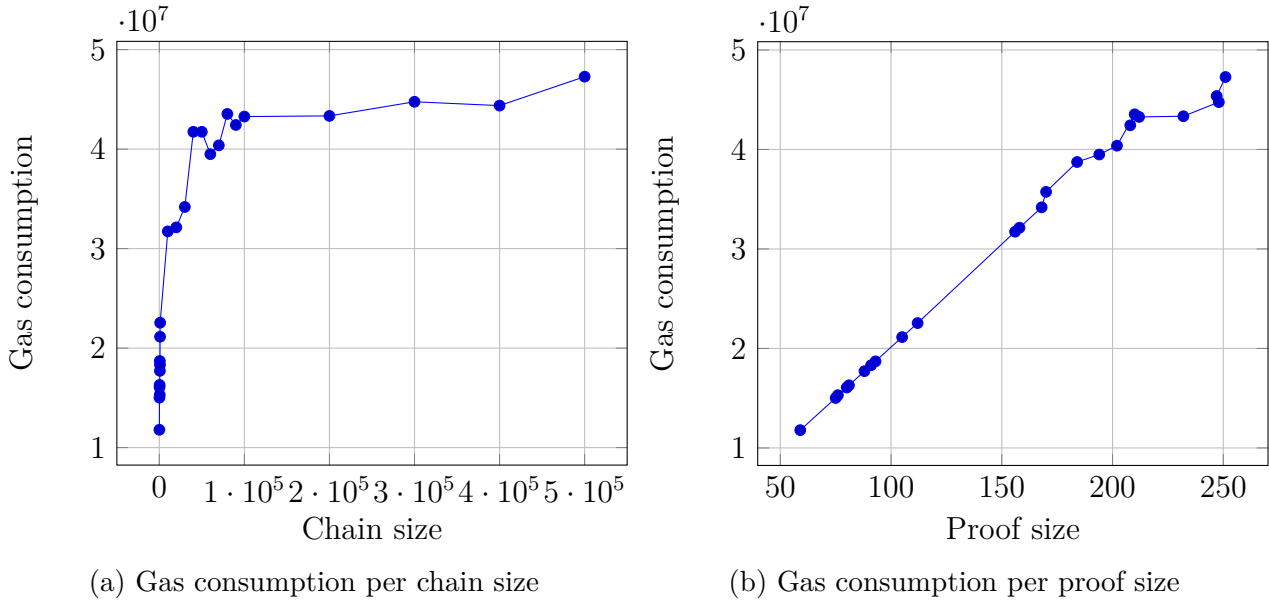 ·10⁷
5
4
3
2
1
Gas consumption
0 1 · 10⁵ 2 · 10⁵ 3 · 10⁵ 4 · 10⁵ 5 · 10⁵
Chain size
(a) Gas consumption per chain size
·10⁷
5
4
3
2
1
Gas consumption
50 100 150 200 250
Proof size
(b) Gas consumption per proof size